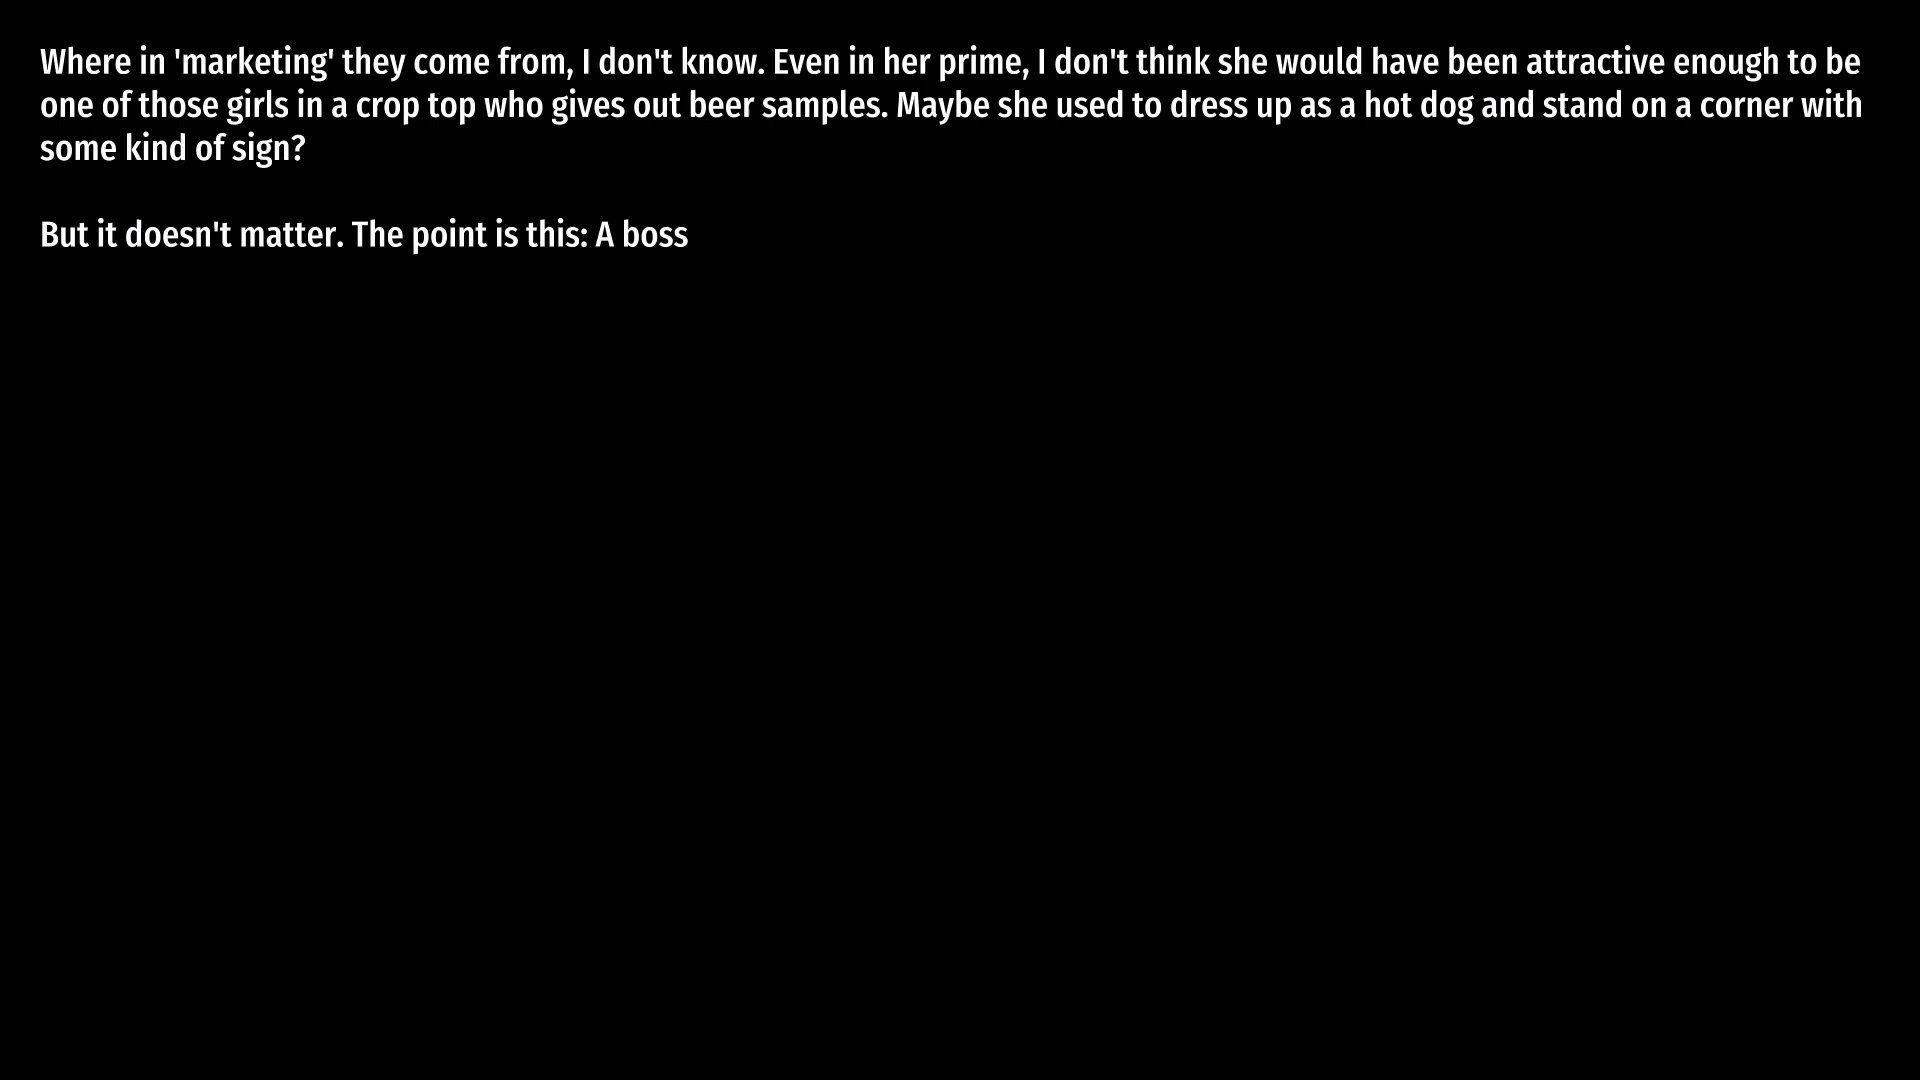 Where in 'marketing' they come from, I don't know. Even in her prime, I don't think she would have been attractive enough to be
one of those girls in a crop top who gives out beer samples. Maybe she used to dress up as a hot dog and stand on a corner with
some kind of sign?
But it doesn't matter. The point is this: A boss